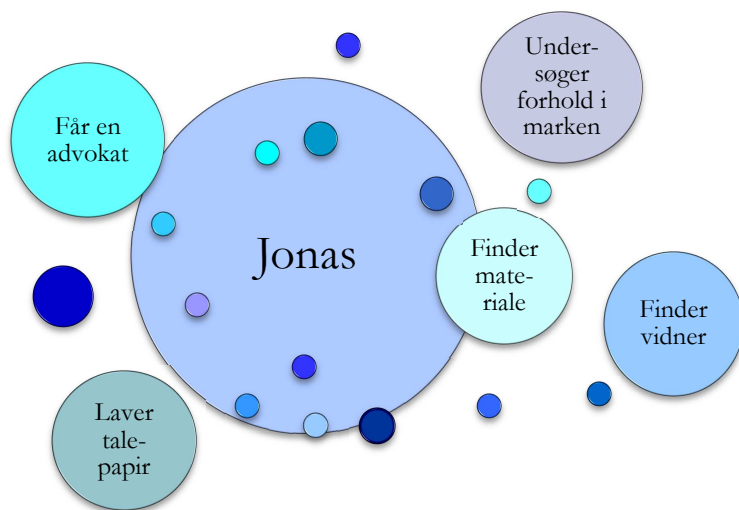 Under-
søger
forhold i
marken
Får en
advokat
Jonas
Finder
mate-
riale
Finder
vidner
Laver
tale-
papir